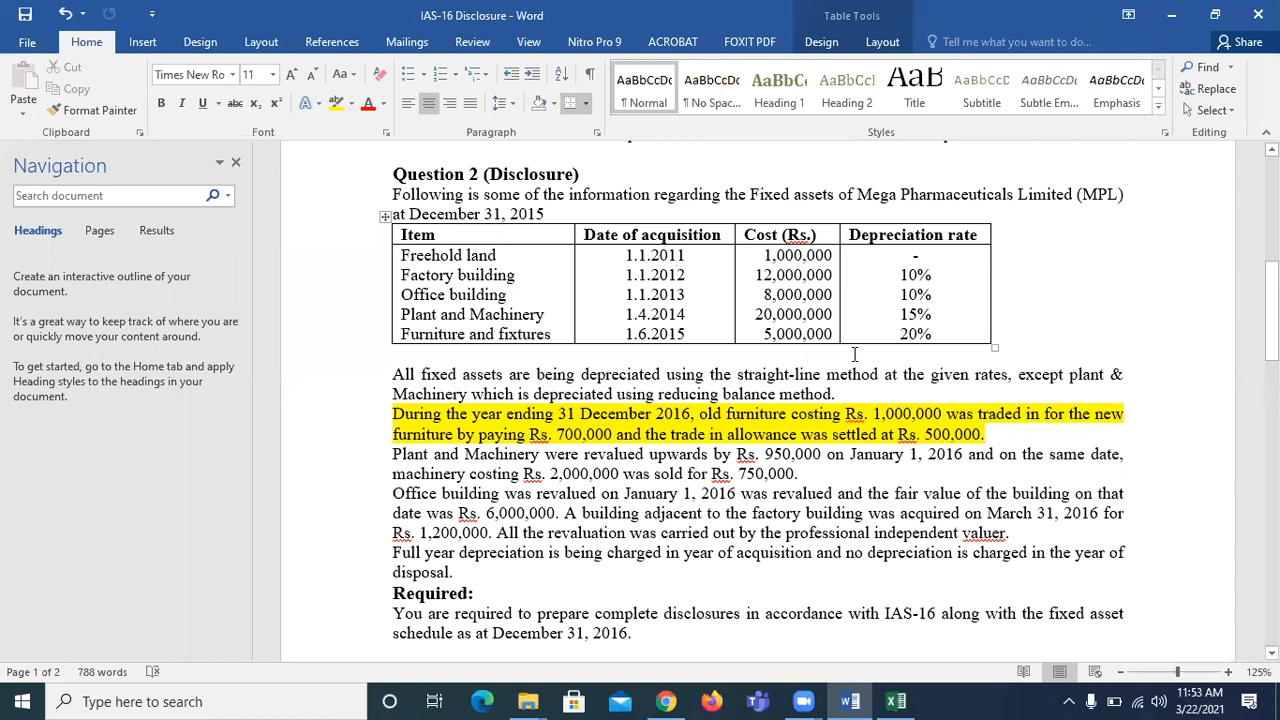 IAS-16 Disclosure - Word
Table Tools
File Home Insert Design Layout References Mailings Review View Nitro Pro 9 ACROBAT FOXIT PDF Design Layout Tell me what you want to do... Share
Cut
Copy
Format Painter
Paste
Clipboard
Times New Ro 11
Font
Paragraph
AaBbCcDc AaBbCcDc AaBbCc AaBbCcD AaB AaBbCcD AaBbCcDc AaBbCcDc
¶ Normal ¶ No Spac... Heading 1 Heading 2 Title Subtitle Subtle Em... Emphasis
Styles
Find
Replace
Select
Editing
Navigation
Search document
Headings Pages Results
Create an interactive outline of your
document.
It's a great way to keep track of where you are
or quickly move your content around.
To get started, go to the Home tab and apply
Heading styles to the headings in your
document.
Question 2 (Disclosure)
Following is some of the information regarding the Fixed assets of Mega Pharmaceuticals Limited (MPL)
at December 31, 2015
Item Date of acquisition Cost (Rs.) Depreciation rate
Freehold land 1.1.2011 1,000,000 -
Factory building 1.1.2012 12,000,000 10%
Office building 1.1.2013 8,000,000 10%
Plant and Machinery 1.4.2014 20,000,000 15%
Furniture and fixtures 1.6.2015 5,000,000 20%
All fixed assets are being depreciated using the straight-line method at the given rates, except plant &
Machinery which is depreciated using reducing balance method.
During the year ending 31 December 2016, old furniture costing Rs. 1,000,000 was traded in for the new
furniture by paying Rs. 700,000 and the trade in allowance was settled at Rs. 500,000.
Plant and Machinery were revalued upwards by Rs. 950,000 on January 1, 2016 and on the same date,
machinery costing Rs. 2,000,000 was sold for Rs. 750,000.
Office building was revalued on January 1, 2016 was revalued and the fair value of the building on that
date was Rs. 6,000,000. A building adjacent to the factory building was acquired on March 31, 2016 for
Rs. 1,200,000. All the revaluation was carried out by the professional independent valuer.
Full year depreciation is being charged in year of acquisition and no depreciation is charged in the year of
disposal.
Required:
You are required to prepare complete disclosures in accordance with IAS-16 along with the fixed asset
schedule as at December 31, 2016.
Page 1 of 2 788 words
125%
Type here to search
11:53 AM
3/22/2021